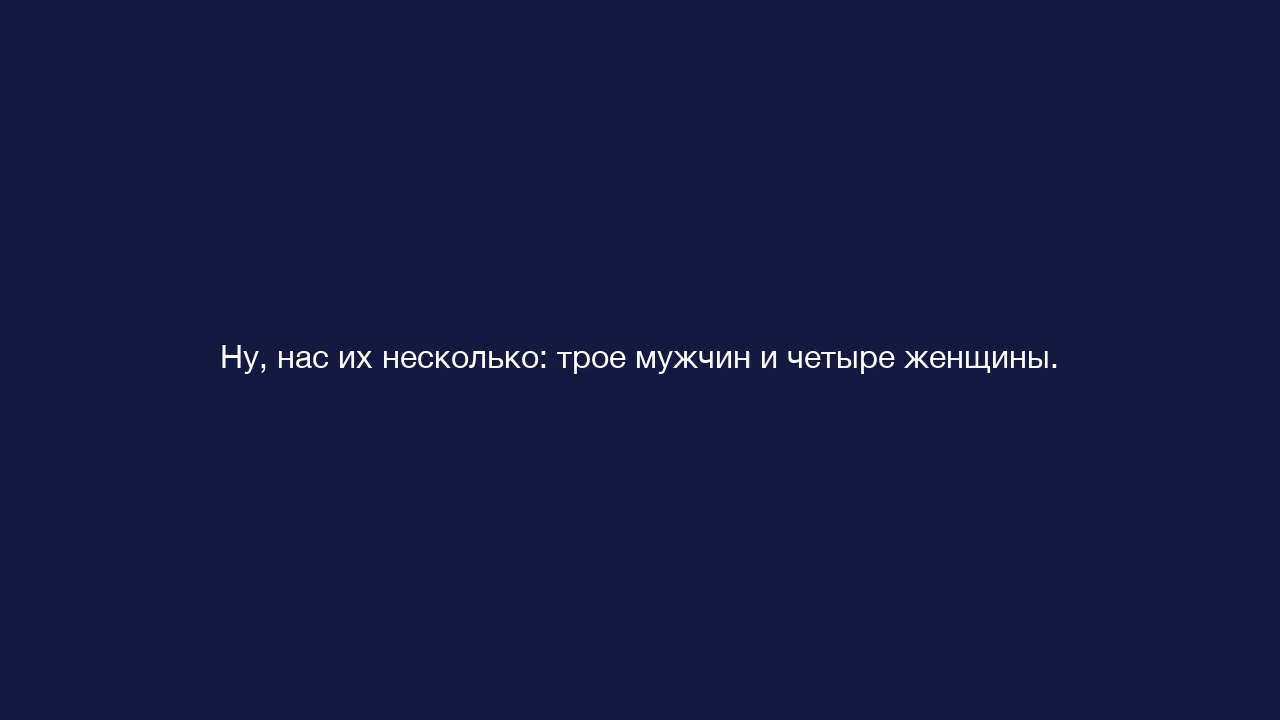 Ну, нас их несколько: трое мужчин и четыре женщины.